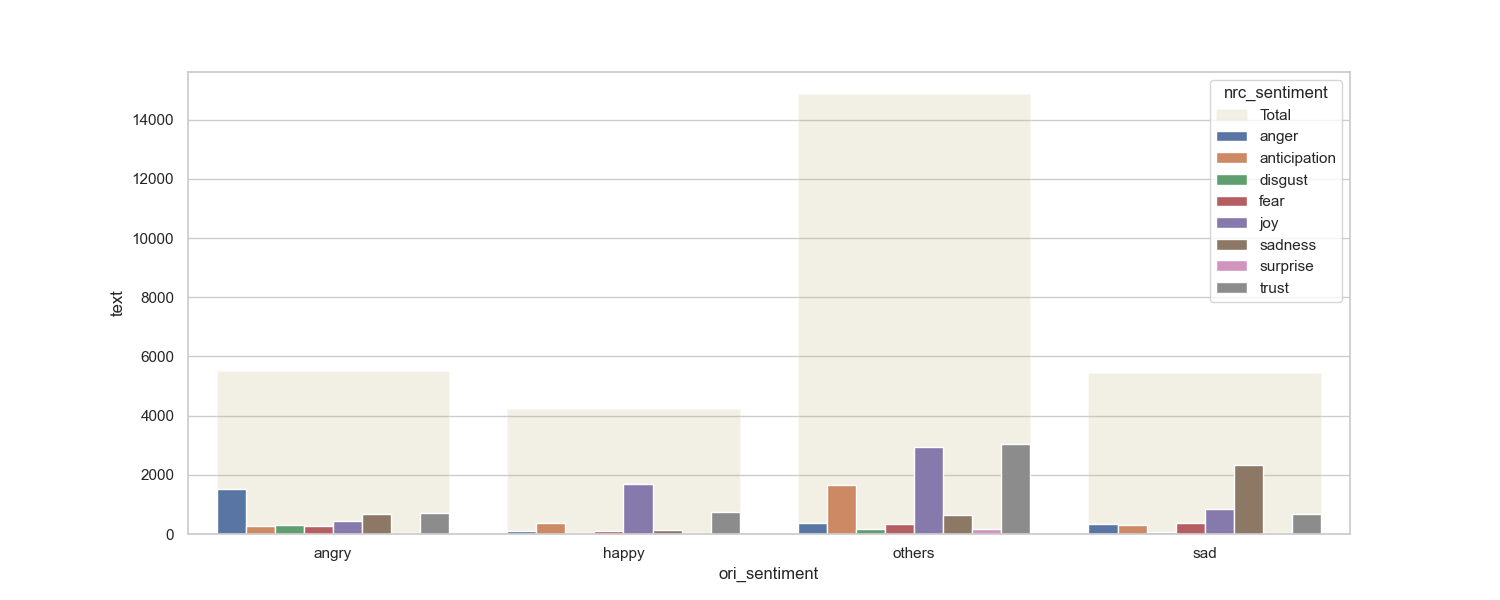 nrc_sentiment
Total
anger
anticipation
disgust
fear
joy
sadness
surprise
trust
text
14000
12000
10000
8000
6000
4000
2000
0
angry happy others sad
ori_sentiment